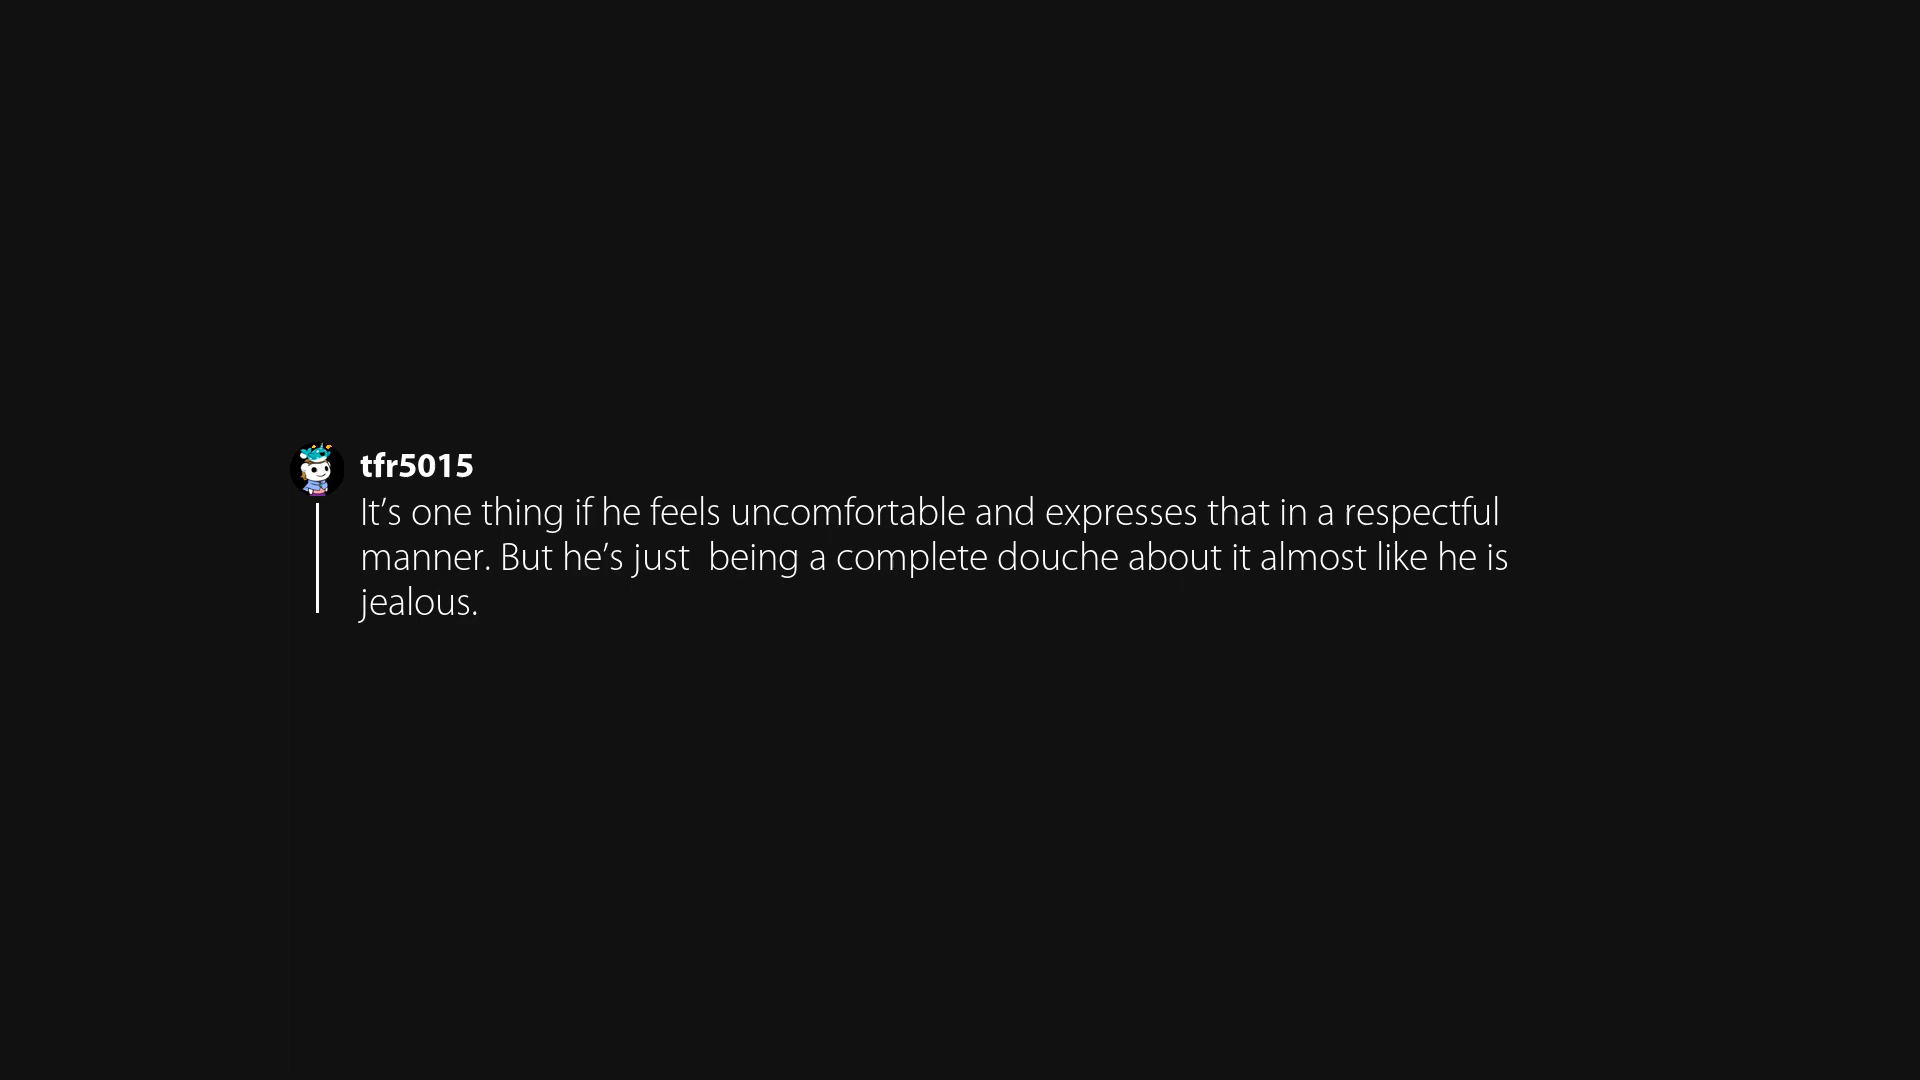 tfr5015
It’s one thing if he feels uncomfortable and expresses that in a respectful
manner. But he’s just  being a complete douche about it almost like he is
jealous.